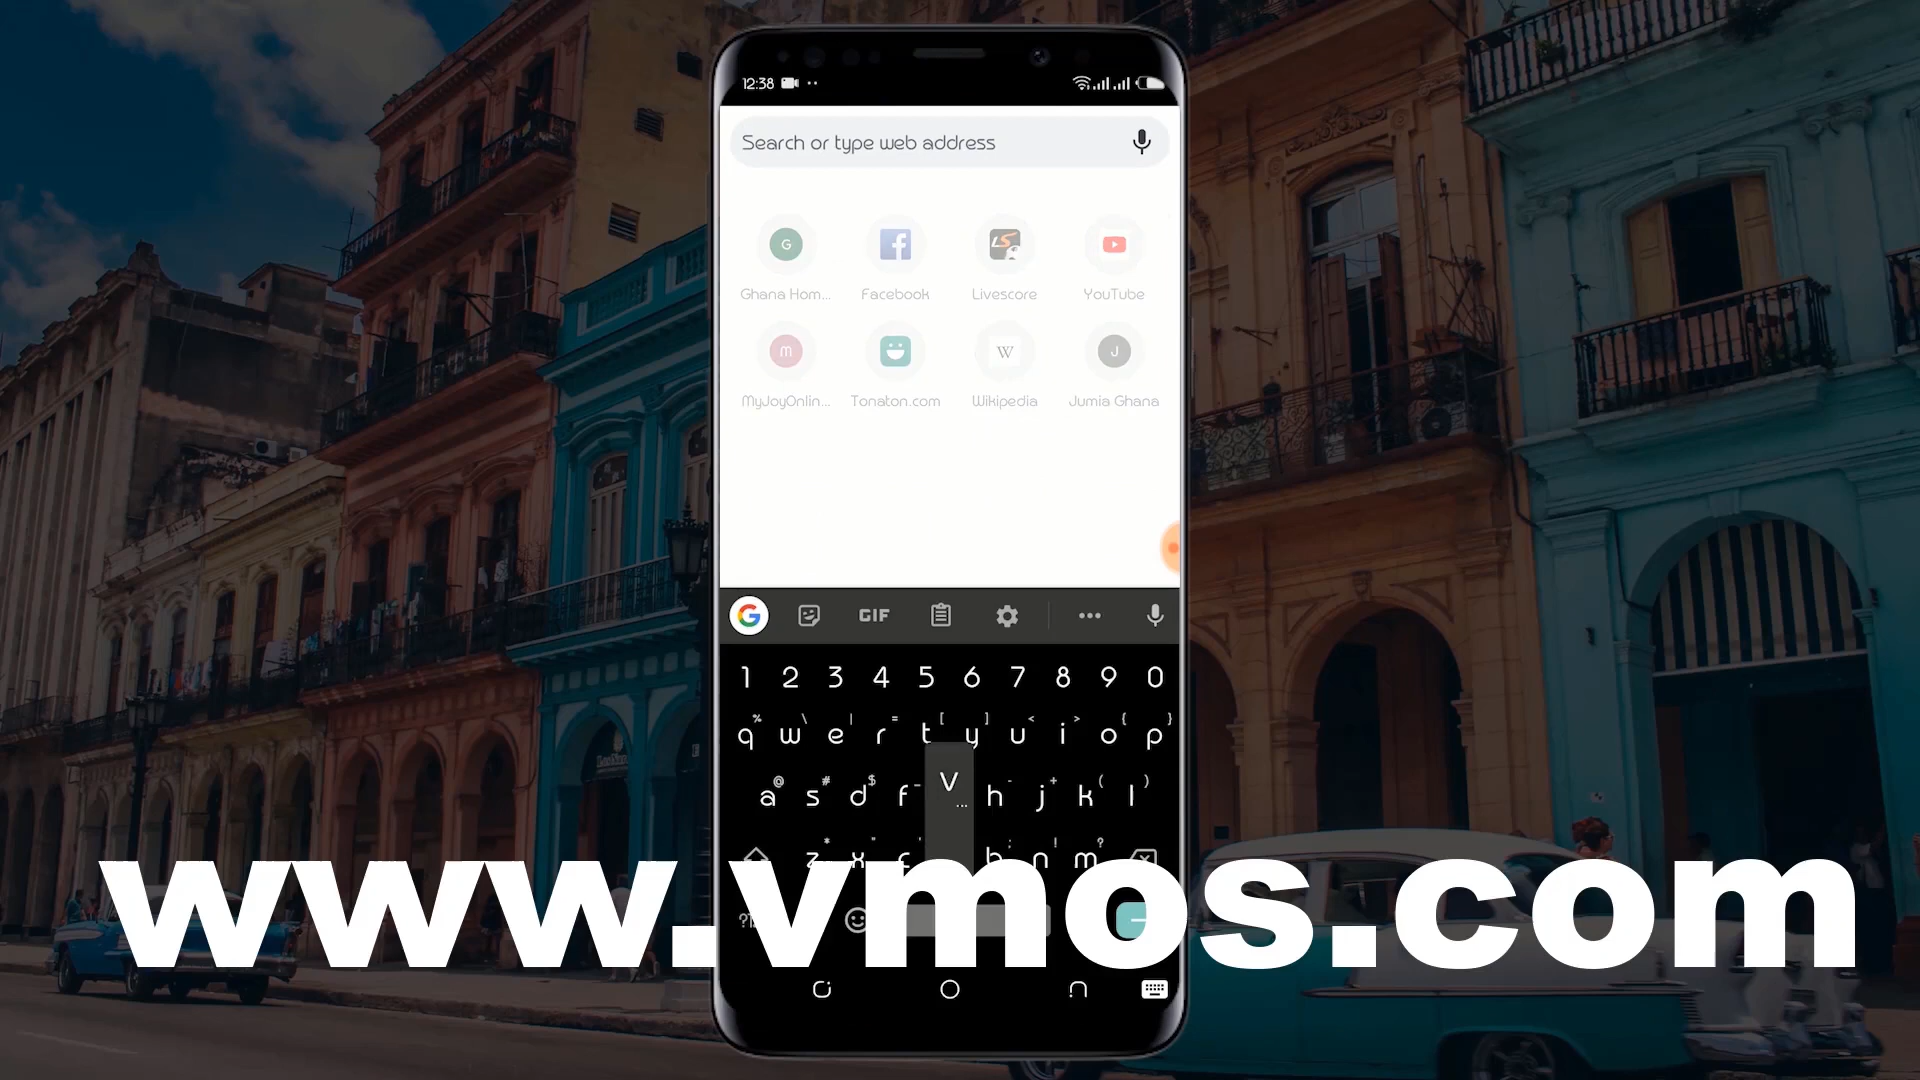 12:38
Search or type web address
G
f
LS
Ghana Hom... Facebook Livescore YouTube
m
W
J
MyJoyOnlin... Tonaton.com Wikipedia Jumia Ghana
G GIF ...
1 2 3 4 5 6 7 8 9 0
% \ | = [ ] < > { }
q w e r t y u i o p
@ # $ - - + ( )
a s d f V h j k l
...
* " ' : ; ! ?
z x c b n m
www.vmos.com